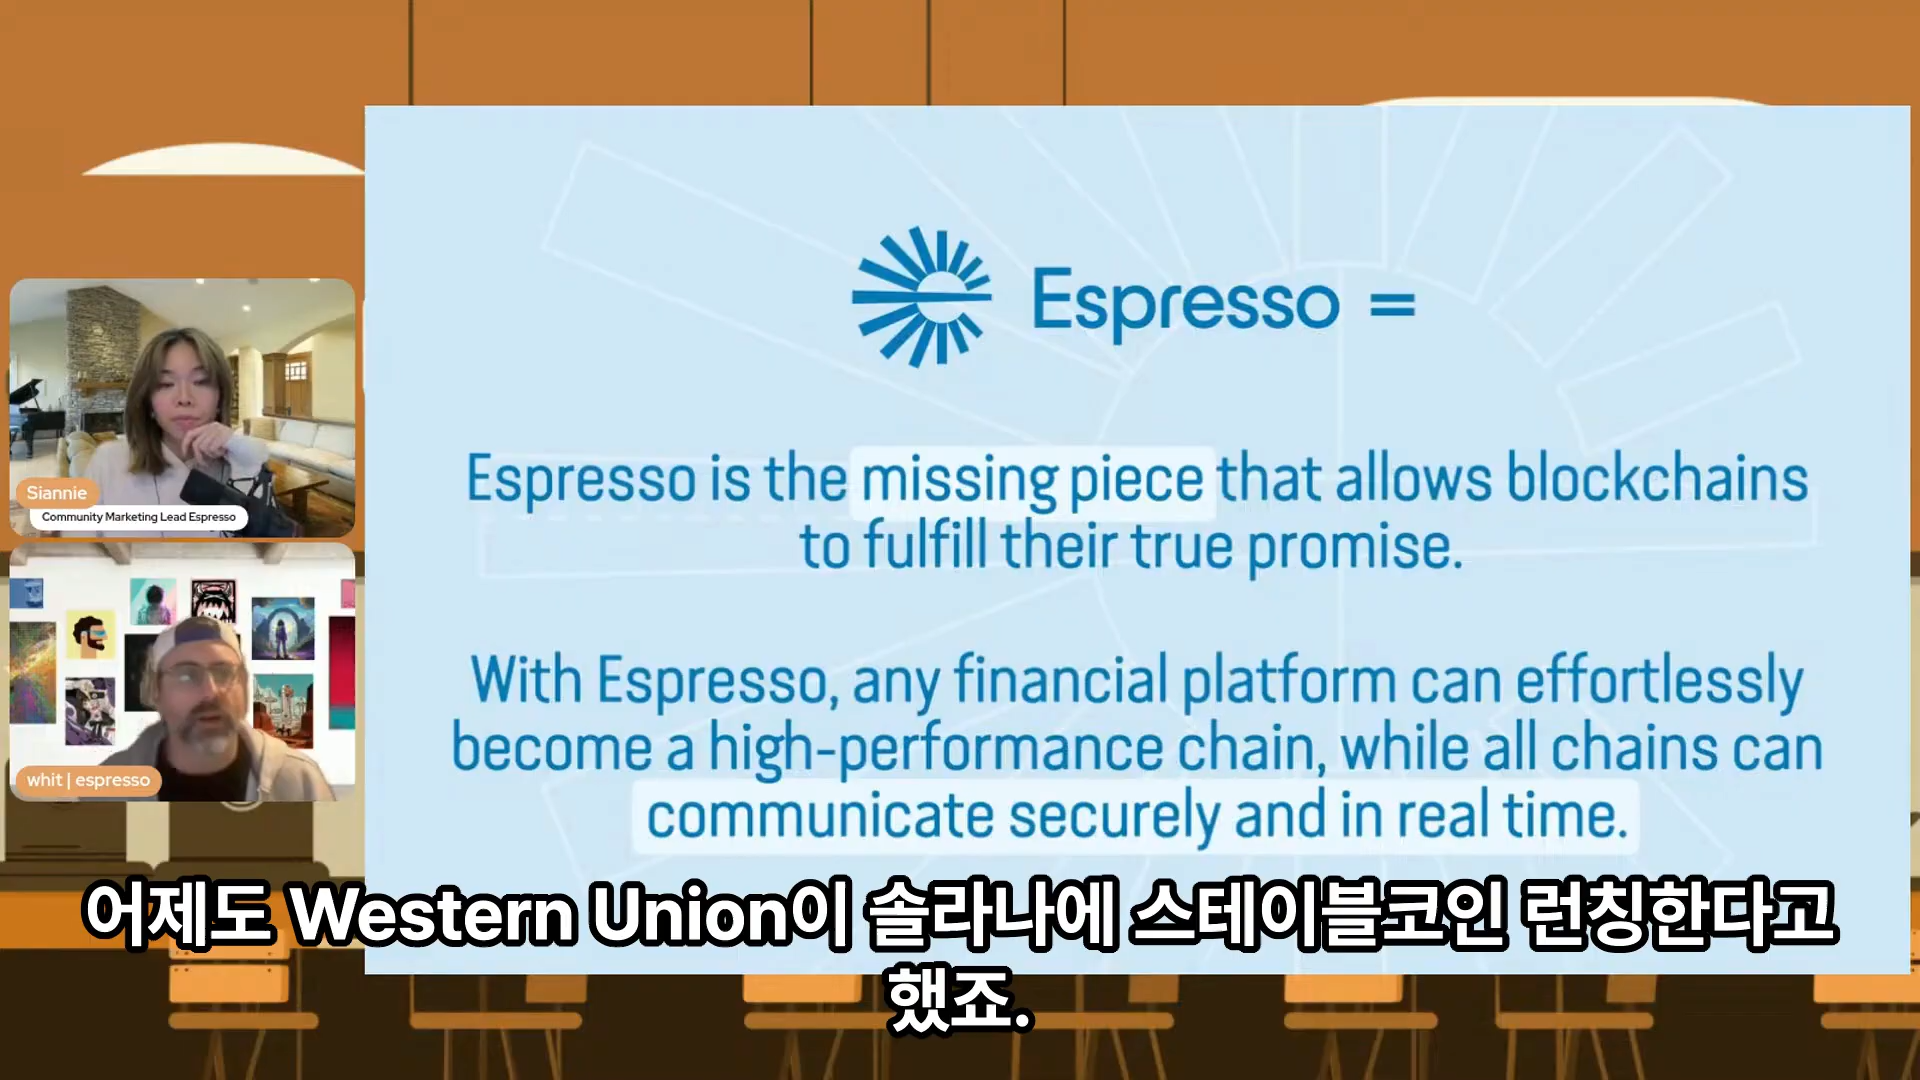 Espresso =
Espresso is the missing piece that allows blockchains
to fulfill their true promise.
With Espresso, any financial platform can effortlessly
become a high-performance chain, while all chains can
communicate securely and in real time.
Siannie
Community Marketing Lead Espresso
whit | espresso
어제도 Western Union이 솔라나에 스테이블코인 런칭한다고
했죠.